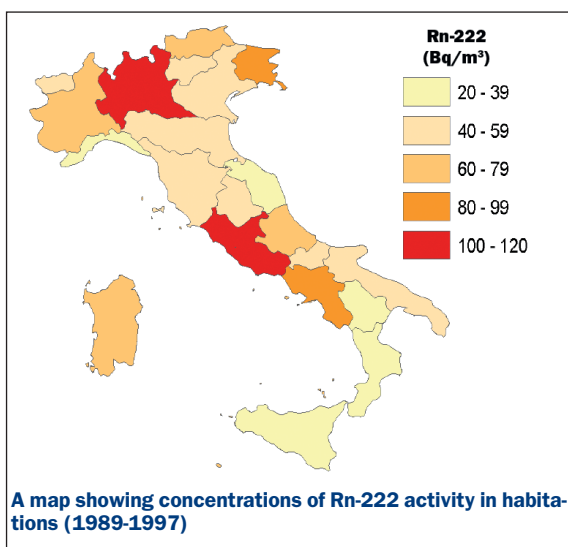 Rn-222
(Bq/m³)
20 - 39
40 - 59
60 - 79
80 - 99
100 - 120
A map showing concentrations of Rn-222 activity in habita-
tions (1989-1997)